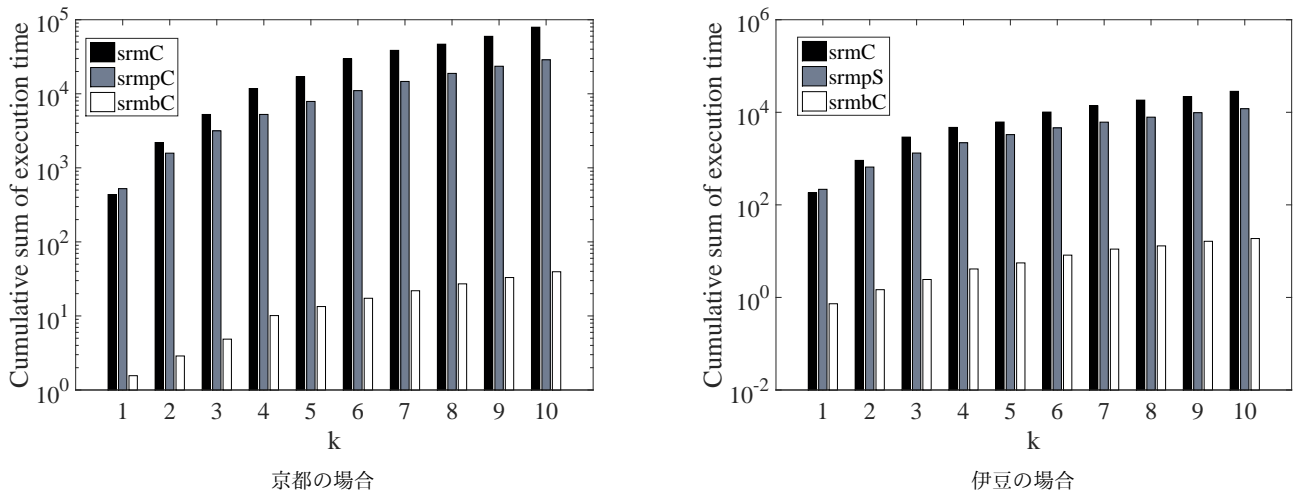 Cumulative sum of execution time
10^5
10^4
10^3
10^2
10^1
10^0
srmC
srmpC
srmbC
1 2 3 4 5 6 7 8 9 10
k
京都の場合
Cumulative sum of execution time
10^6
10^4
10^2
10^0
10^-2
srmC
srmpS
srmbC
1 2 3 4 5 6 7 8 9 10
k
伊豆の場合